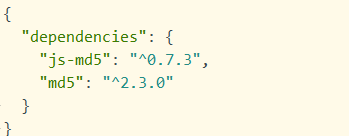 {
  "dependencies": {
    "js-md5": "^0.7.3",
    "md5": "^2.3.0"
  }
}